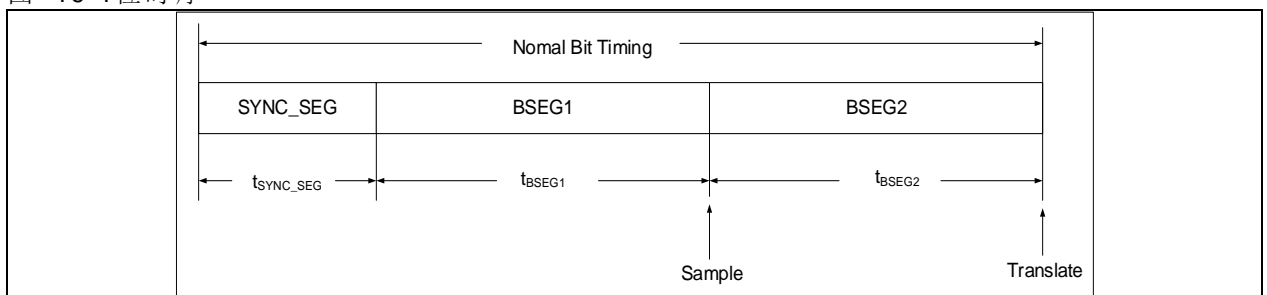 Nomal Bit Timing
SYNC_SEG BSEG1 BSEG2
tSYNC_SEG tBSEG1 tBSEG2
Sample Translate